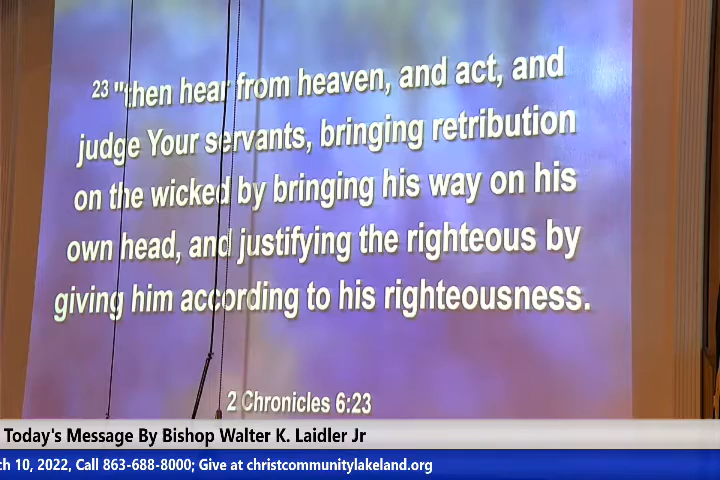 23 "then hear from heaven, and act, and
judge Your servants, bringing retribution
on the wicked by bringing his way on his
own head, and justifying the righteous by
giving him according to his righteousness.
2 Chronicles 6:23
Today's Message By Bishop Walter K. Laidler Jr
10, 2022, Call 863-688-8000; Give at christcommunitylakeland.org